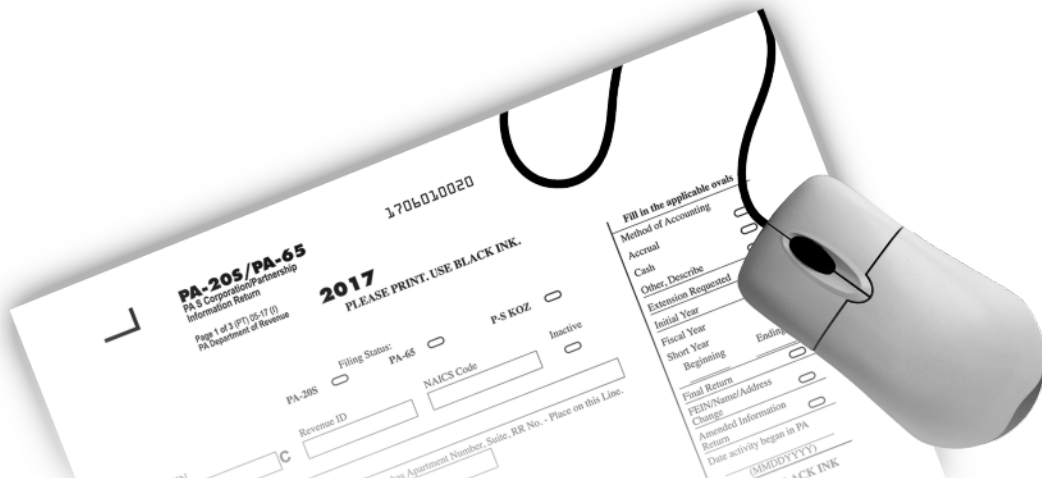 1706010020
PA-20S/PA-65
PA S Corporation/Partnership
Information Return
Page 1 of 3 (PT) 05-17 (I)
PA Department of Revenue
2017
PLEASE PRINT. USE BLACK INK.
Filing Status:
PA-20S
PA-65
P-S KOZ
Revenue ID
NAICS Code
Inactive
C
Apartment Number, Suite, RR No. - Place on this Line.
Fill in the applicable ovals
Method of Accounting
Accrual
Cash
Other, Describe
Extension Requested
Initial Year
Fiscal Year
Short Year
Beginning
Ending
Final Return
FEIN/Name/Address
Change
Amended Information
Return
Date activity began in PA
(MMDDYYYY)
INK